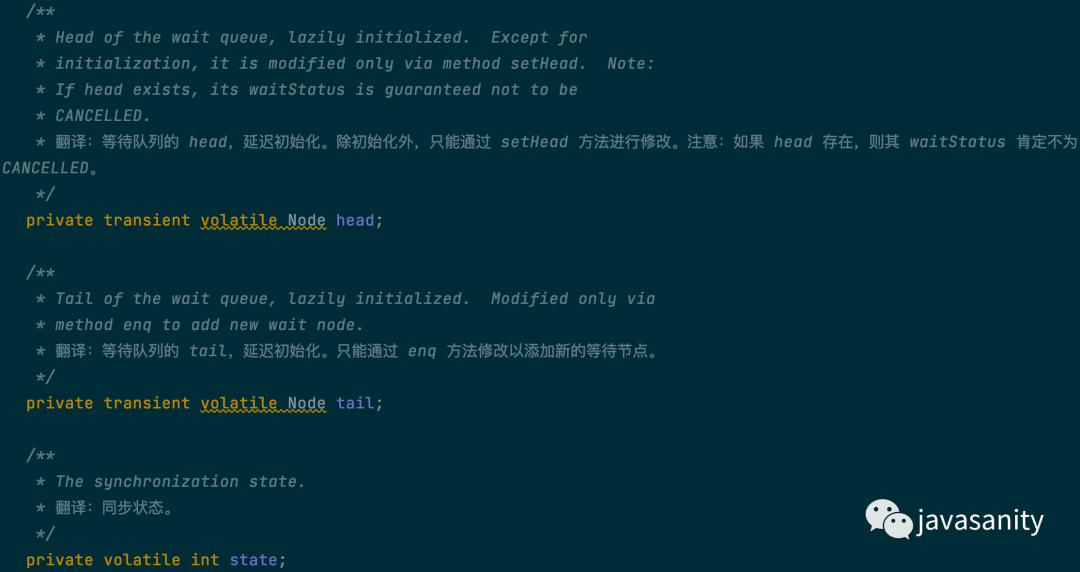 /**
* Head of the wait queue, lazily initialized.  Except for
* initialization, it is modified only via method setHead.  Note:
* If head exists, its waitStatus is guaranteed not to be
* CANCELLED.
* 翻译：等待队列的 head，延迟初始化。除初始化外，只能通过 setHead 方法进行修改。注意：如果 head 存在，则其 waitStatus 肯定不为
CANCELLED。
*/
private transient volatile Node head;
/**
* Tail of the wait queue, lazily initialized.  Modified only via
* method enq to add new wait node.
* 翻译：等待队列的 tail，延迟初始化。只能通过 enq 方法修改以添加新的等待节点。
*/
private transient volatile Node tail;
/**
* The synchronization state.
* 翻译：同步状态。
*/
private volatile int state;
javasanity